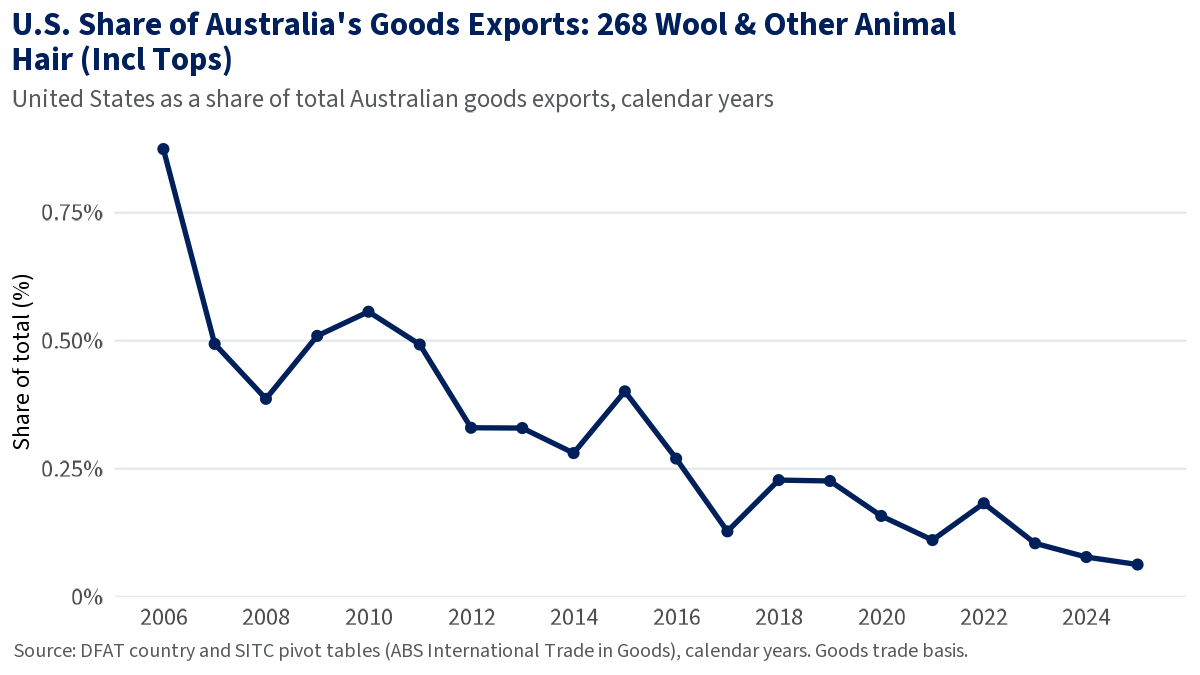 U.S. Share of Australia's Goods Exports: 268 Wool & Other Animal
Hair (Incl Tops)
United States as a share of total Australian goods exports, calendar years
Share of total (%)
0.75%
0.50%
0.25%
0%
2006 2008 2010 2012 2014 2016 2018 2020 2022 2024
Source: DFAT country and SITC pivot tables (ABS International Trade in Goods), calendar years. Goods trade basis.